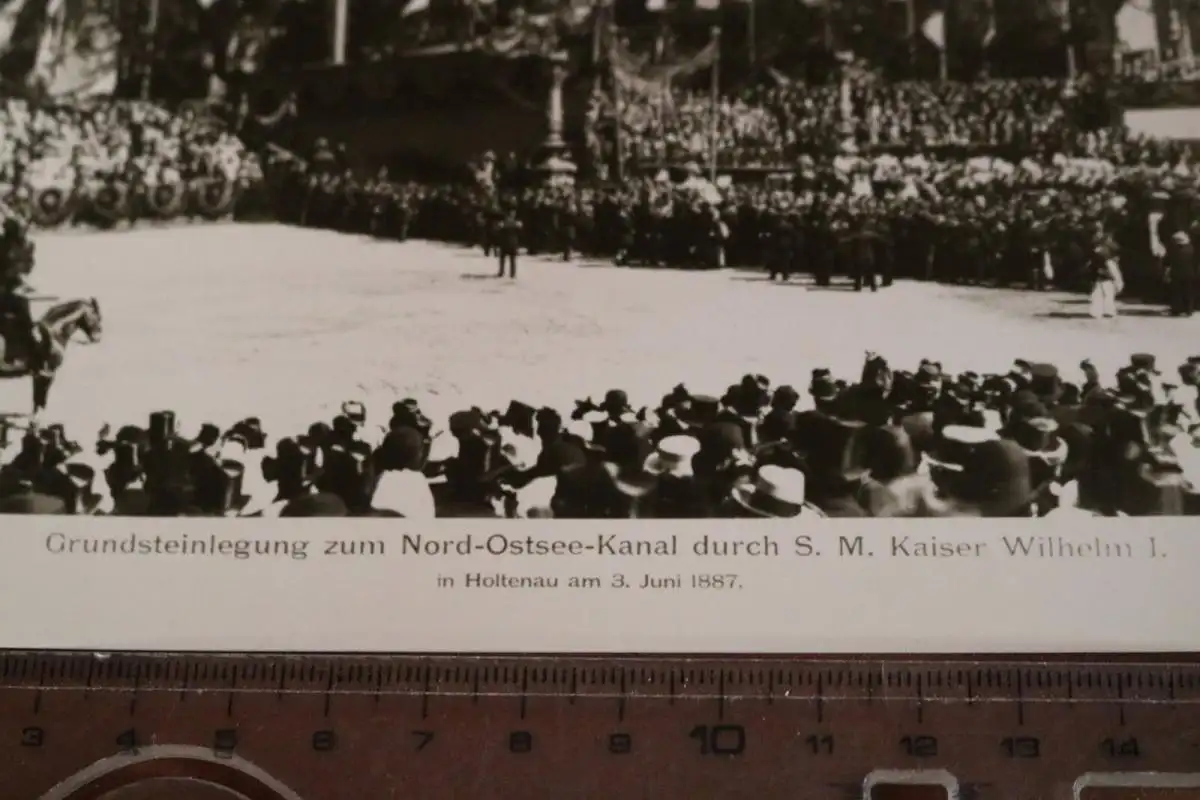 Grundsteinlegung zum Nord-Ostsee-Kanal durch S. M. Kaiser Wilhelm I.
in Holtenau am 3. Juni 1887.
3 4 5 6 7 8 9 10 11 12 13 14